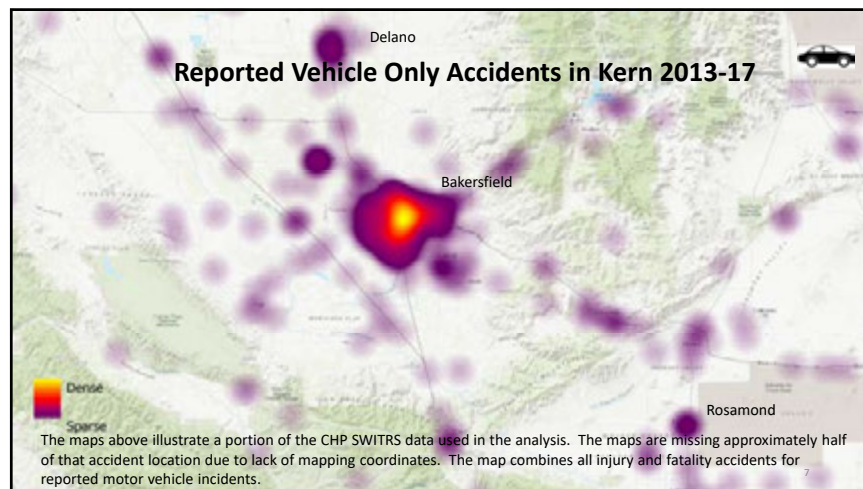 Delano
Reported Vehicle Only Accidents in Kern 2013-17
Bakersfield
Dense
Sparse
Rosamond
The maps above illustrate a portion of the CHP SWITRS data used in the analysis.  The maps are missing approximately half
of that accident location due to lack of mapping coordinates.  The map combines all injury and fatality accidents for
reported motor vehicle incidents.
7